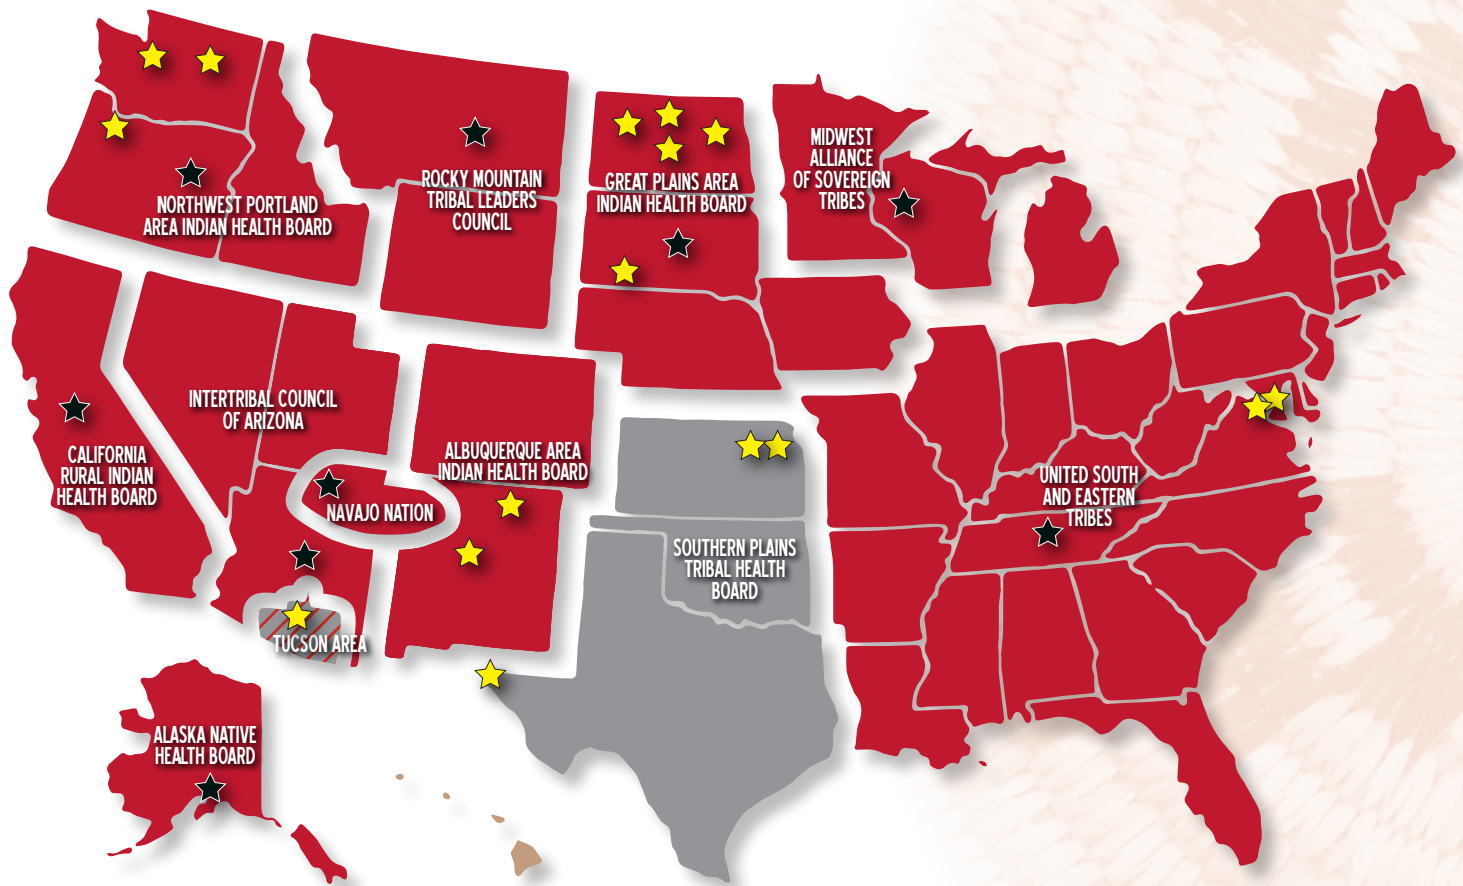 NORTHWEST PORTLAND
AREA INDIAN HEALTH BOARD
ROCKY MOUNTAIN
TRIBAL LEADERS
COUNCIL
GREAT PLAINS AREA
INDIAN HEALTH BOARD
MIDWEST
ALLIANCE
OF SOVEREIGN
TRIBES
CALIFORNIA
RURAL INDIAN
HEALTH BOARD
INTERTRIBAL COUNCIL
OF ARIZONA
NAVAJO NATION
ALBUQUERQUE AREA
INDIAN HEALTH BOARD
SOUTHERN PLAINS
TRIBAL HEALTH
BOARD
UNITED SOUTH
AND EASTERN
TRIBES
TUCSON AREA
ALASKA NATIVE
HEALTH BOARD